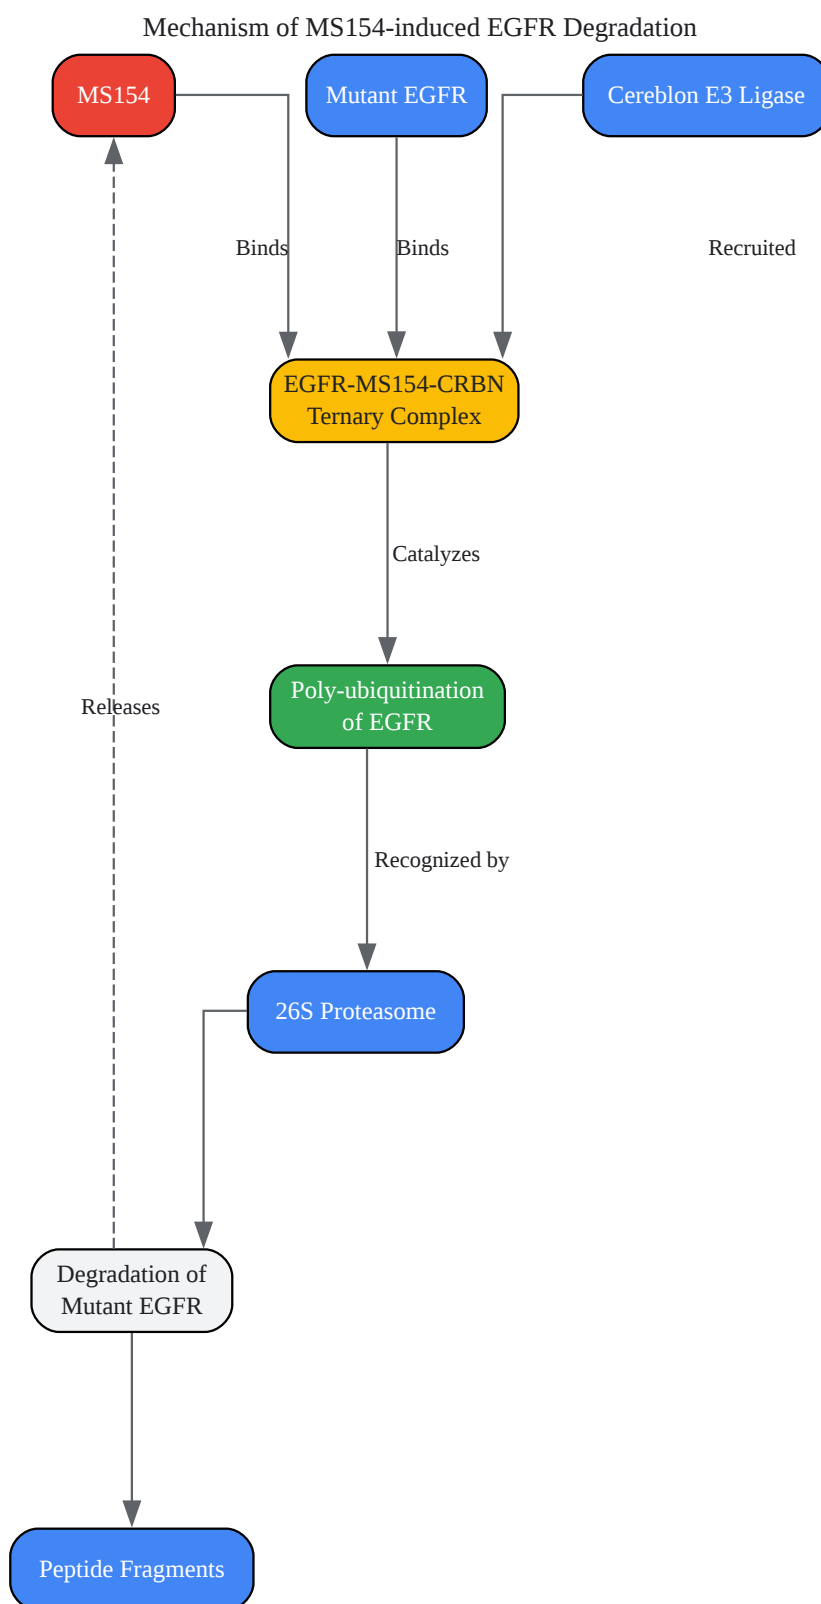 Mechanism of MS154-induced EGFR Degradation
MS154
Mutant EGFR
Cereblon E3 Ligase
Binds
Binds
Recruited
EGFR-MS154-CRBN
Ternary Complex
Catalyzes
Poly-ubiquitination
of EGFR
Releases
Recognized by
26S Proteasome
Degradation of
Mutant EGFR
Peptide Fragments